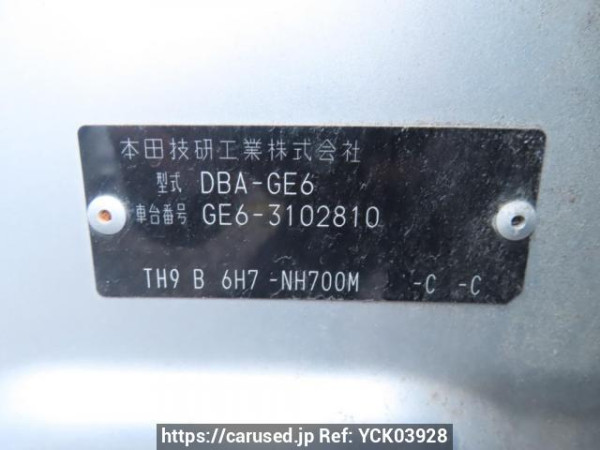 本田技研工業株式会社
型式 DBA-GE6
車台番号 GE6-3102810
TH9 B 6H7 -NH700M -C -C
https://carused.jp Ref: YCK03928